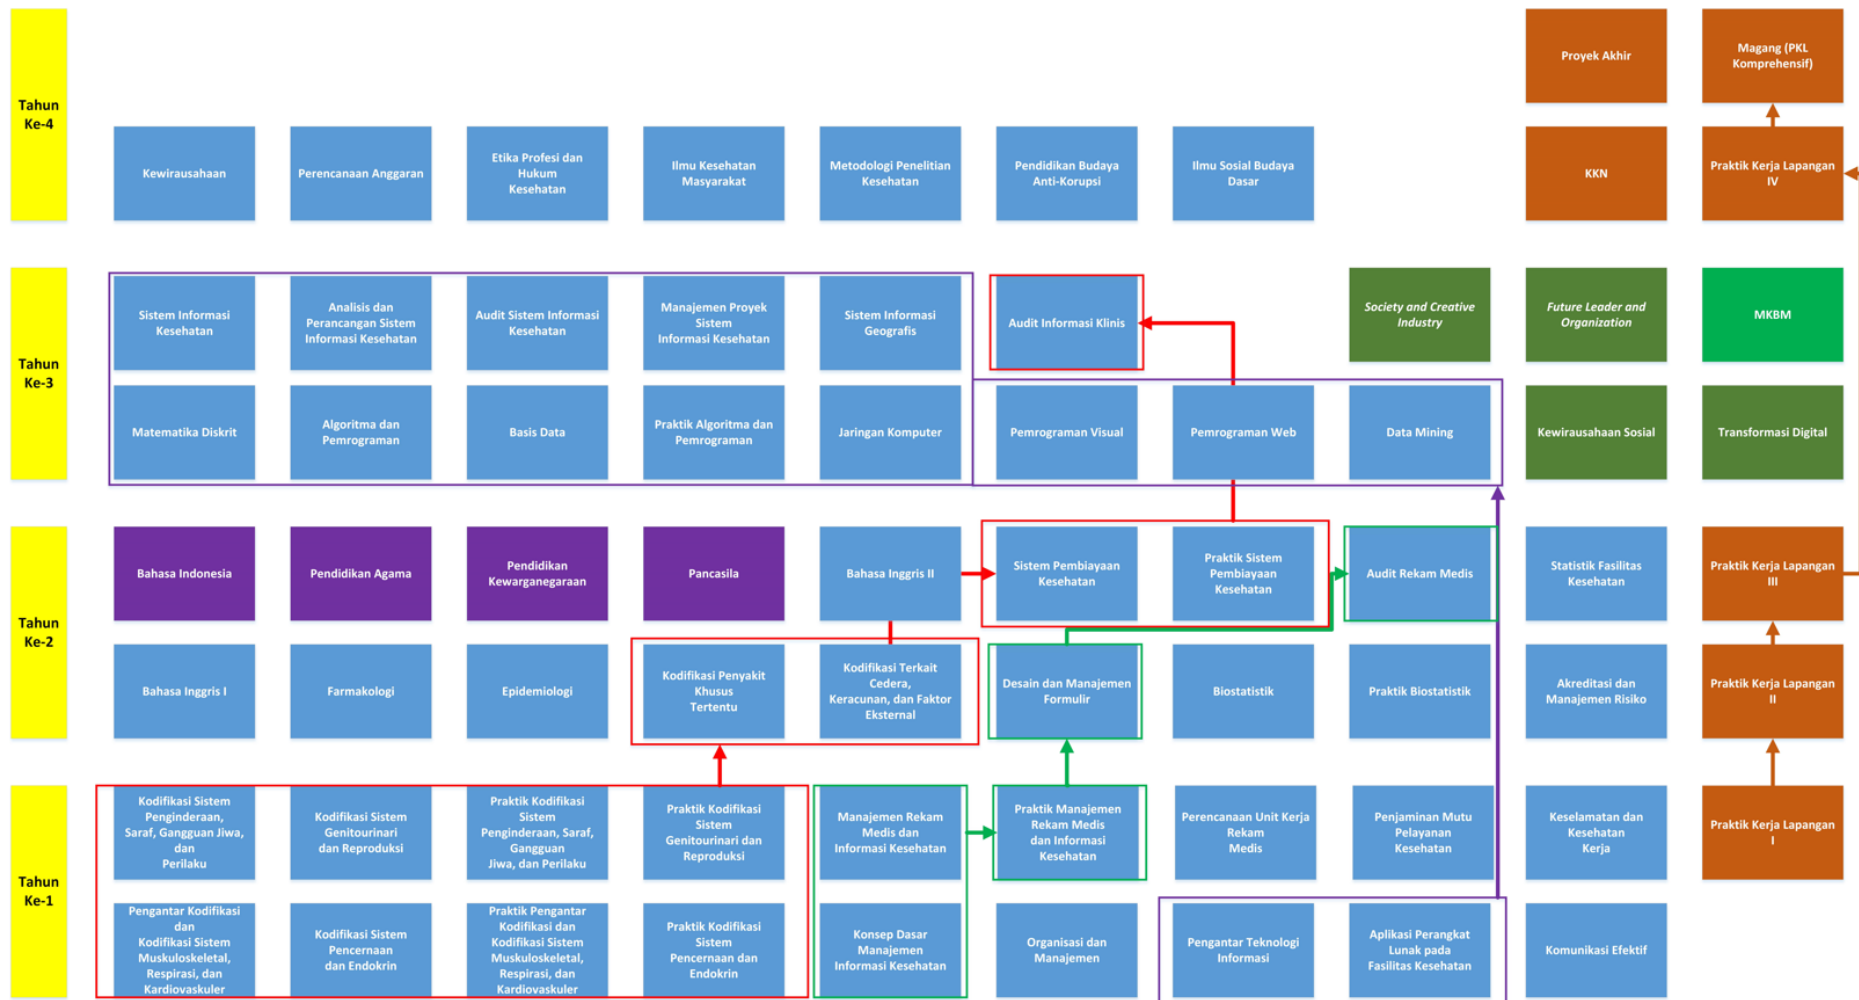 Tahun
Ke-4
Proyek Akhir
Magang (PKL
Komprehensif)
Kewirausahaan
Perencanaan Anggaran
Etika Profesi dan
Hukum
Kesehatan
Ilmu Kesehatan
Masyarakat
Metodologi Penelitian
Kesehatan
Pendidikan Budaya
Anti-Korupsi
Ilmu Sosial Budaya
Dasar
KKN
Praktik Kerja Lapangan
IV
Tahun
Ke-3
Sistem Informasi
Kesehatan
Analisis dan
Perancangan Sistem
Informasi Kesehatan
Audit Sistem Informasi
Kesehatan
Manajemen Proyek
Sistem
Informasi Kesehatan
Sistem Informasi
Geografis
Audit Informasi Klinis
Society and Creative
Industry
Future Leader and
Organization
MKBM
Matematika Diskrit
Algoritma dan
Pemrograman
Basis Data
Praktik Algoritma dan
Pemrograman
Jaringan Komputer
Pemrograman Visual
Pemrograman Web
Data Mining
Kewirausahaan Sosial
Transformasi Digital
Tahun
Ke-2
Bahasa Indonesia
Pendidikan Agama
Pendidikan
Kewarganegaraan
Pancasila
Bahasa Inggris II
Sistem Pembiayaan
Kesehatan
Praktik Sistem
Pembiayaan
Kesehatan
Audit Rekam Medis
Statistik Fasilitas
Kesehatan
Praktik Kerja Lapangan
III
Bahasa Inggris I
Farmakologi
Epidemiologi
Kodifikasi Penyakit
Khusus
Tertentu
Kodifikasi Terkait
Cedera,
Keracunan, dan Faktor
Eksternal
Desain dan Manajemen
Formulir
Biostatistik
Praktik Biostatistik
Akreditasi dan
Manajemen Risiko
Praktik Kerja Lapangan
II
Tahun
Ke-1
Kodifikasi Sistem
Penginderaan,
Saraf, Gangguan Jiwa,
dan
Perilaku
Kodifikasi Sistem
Genitourinari
dan Reproduksi
Praktik Kodifikasi
Sistem
Penginderaan, Saraf,
Gangguan
Jiwa, dan Perilaku
Praktik Kodifikasi
Sistem
Genitourinari dan
Reproduksi
Manajemen Rekam
Medis dan
Informasi Kesehatan
Praktik Manajemen
Rekam Medis
dan Informasi
Kesehatan
Perencanaan Unit Kerja
Rekam
Medis
Penjaminan Mutu
Pelayanan
Kesehatan
Keselamatan dan
Kesehatan
Kerja
Praktik Kerja Lapangan
I
Pengantar Kodifikasi
dan
Kodifikasi Sistem
Muskuloskeletal,
Respirasi, dan
Kardiovaskuler
Kodifikasi Sistem
Pencernaan
dan Endokrin
Praktik Pengantar
Kodifikasi dan
Kodifikasi Sistem
Muskuloskeletal,
Respirasi, dan
Kardiovaskuler
Praktik Kodifikasi
Sistem
Pencernaan dan
Endokrin
Konsep Dasar
Manajemen
Informasi Kesehatan
Organisasi dan
Manajemen
Pengantar Teknologi
Informasi
Aplikasi Perangkat
Lunak pada
Fasilitas Kesehatan
Komunikasi Efektif